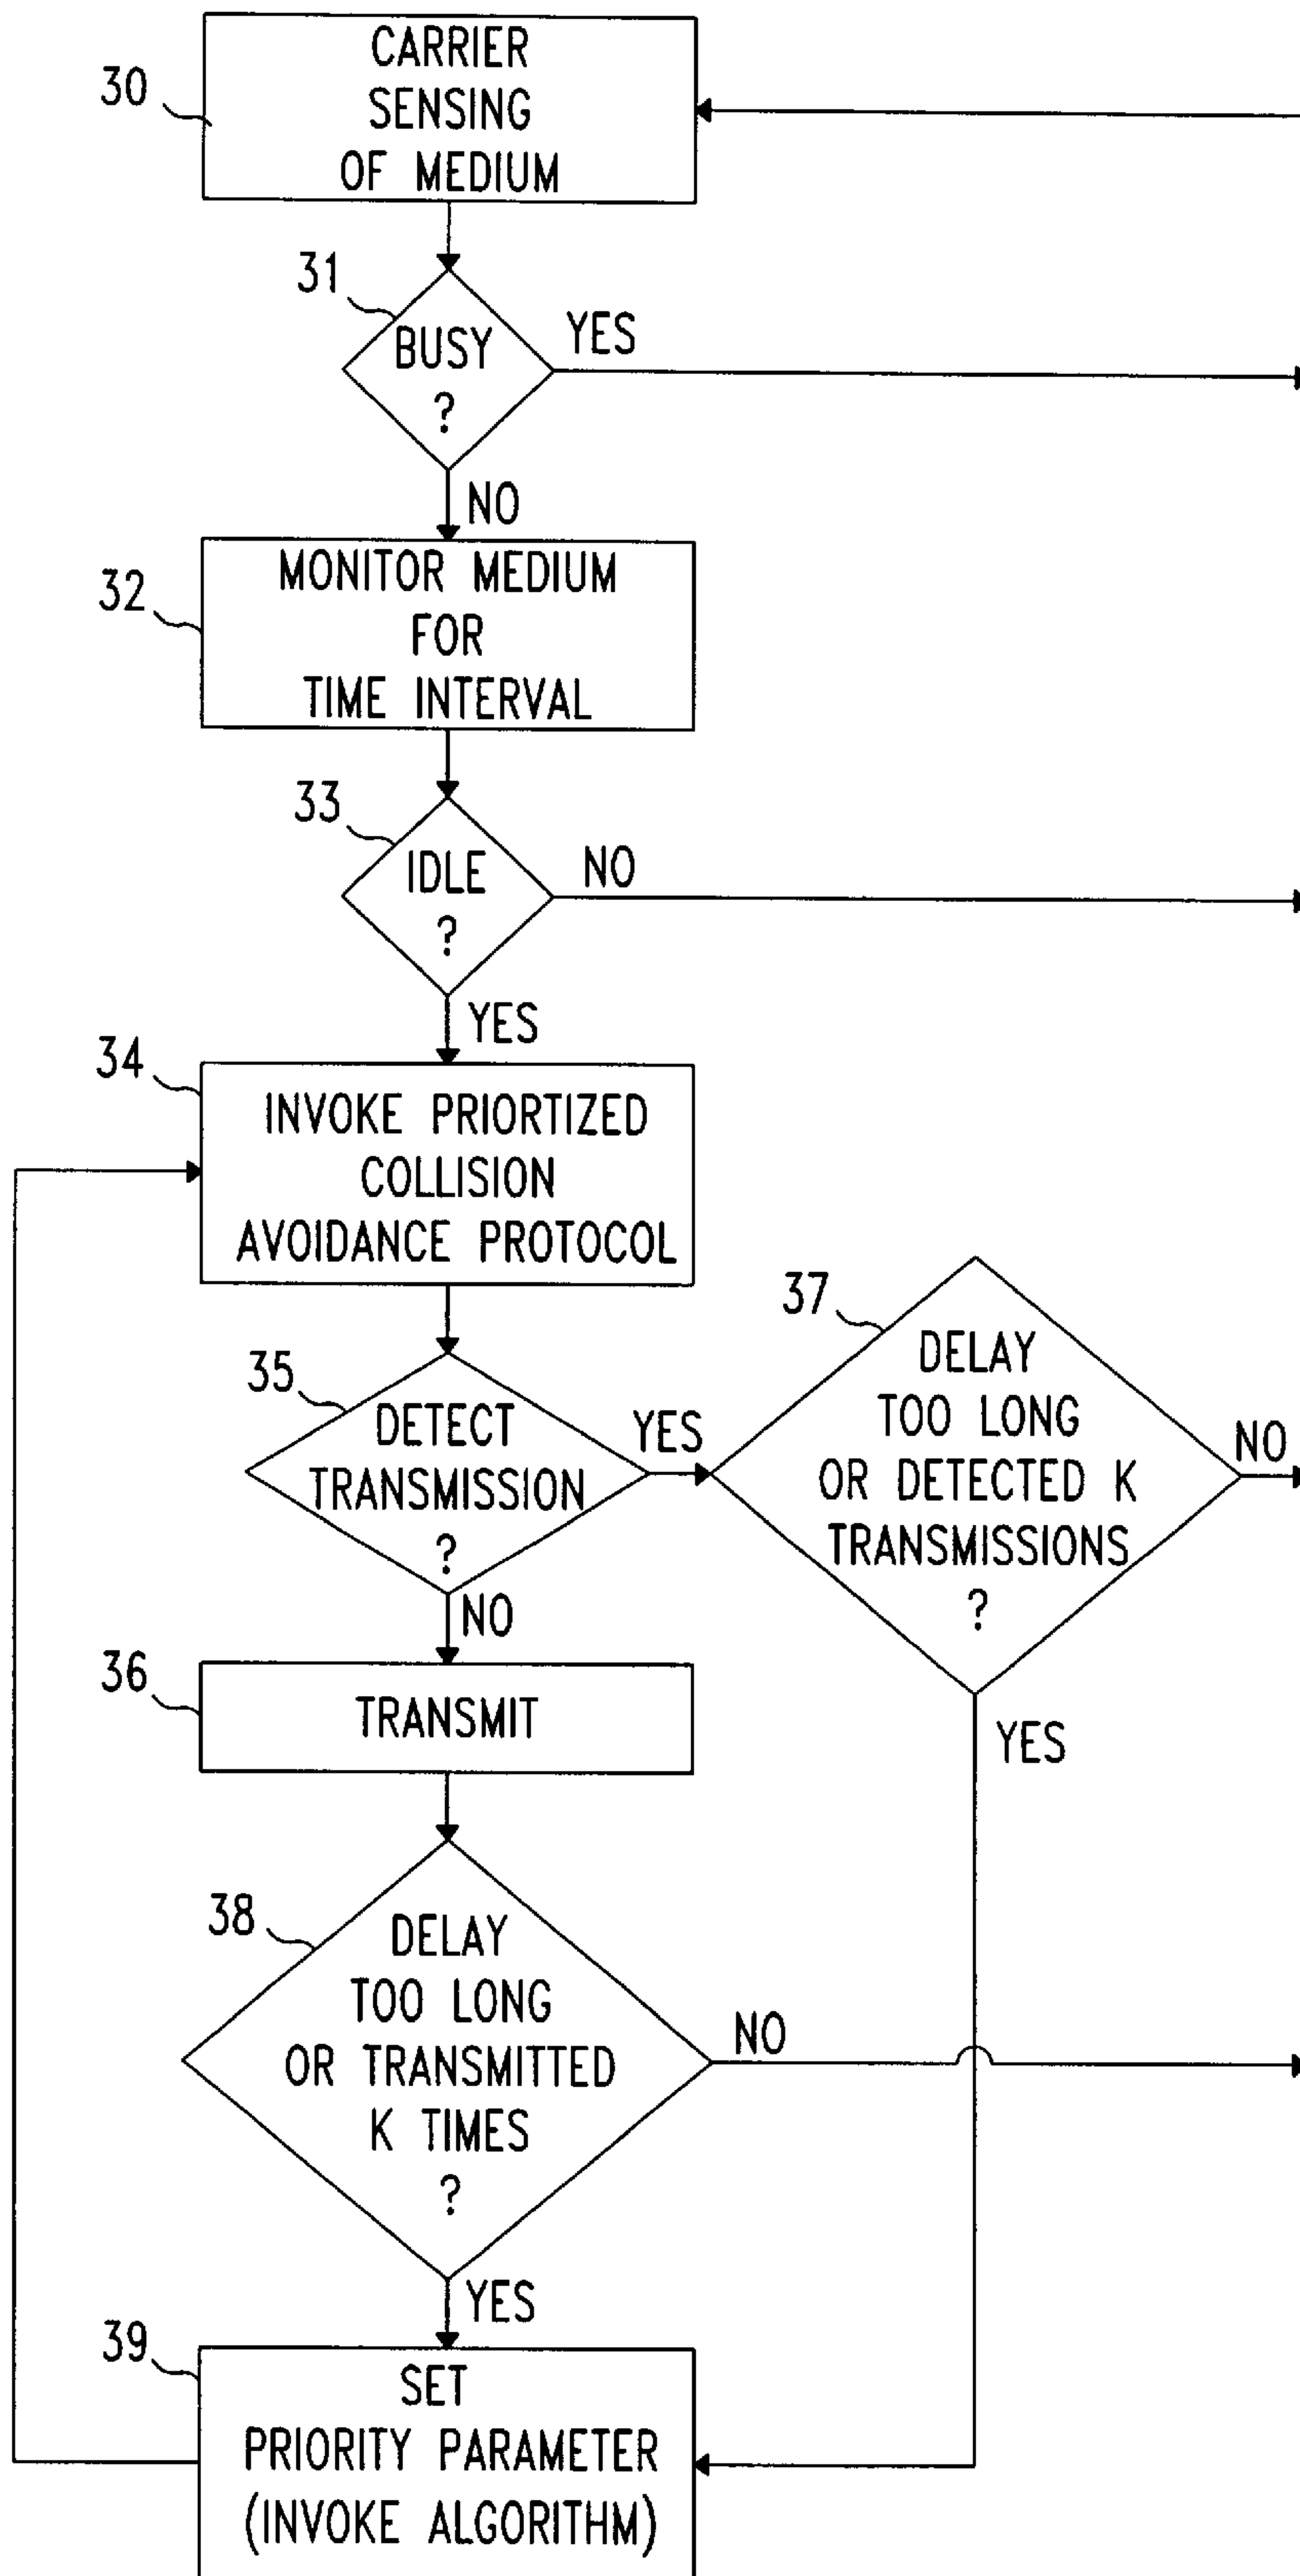 30
CARRIER
SENSING
OF MEDIUM
31
BUSY
?
YES
NO
32
MONITOR MEDIUM
FOR
TIME INTERVAL
33
IDLE
?
NO
YES
34
INVOKE PRIORTIZED
COLLISION
AVOIDANCE PROTOCOL
35
DETECT
TRANSMISSION
?
YES
NO
37
DELAY
TOO LONG
OR DETECTED K
TRANSMISSIONS
?
NO
YES
36
TRANSMIT
38
DELAY
TOO LONG
OR TRANSMITTED
K TIMES
?
NO
YES
39
SET
PRIORITY PARAMETER
(INVOKE ALGORITHM)